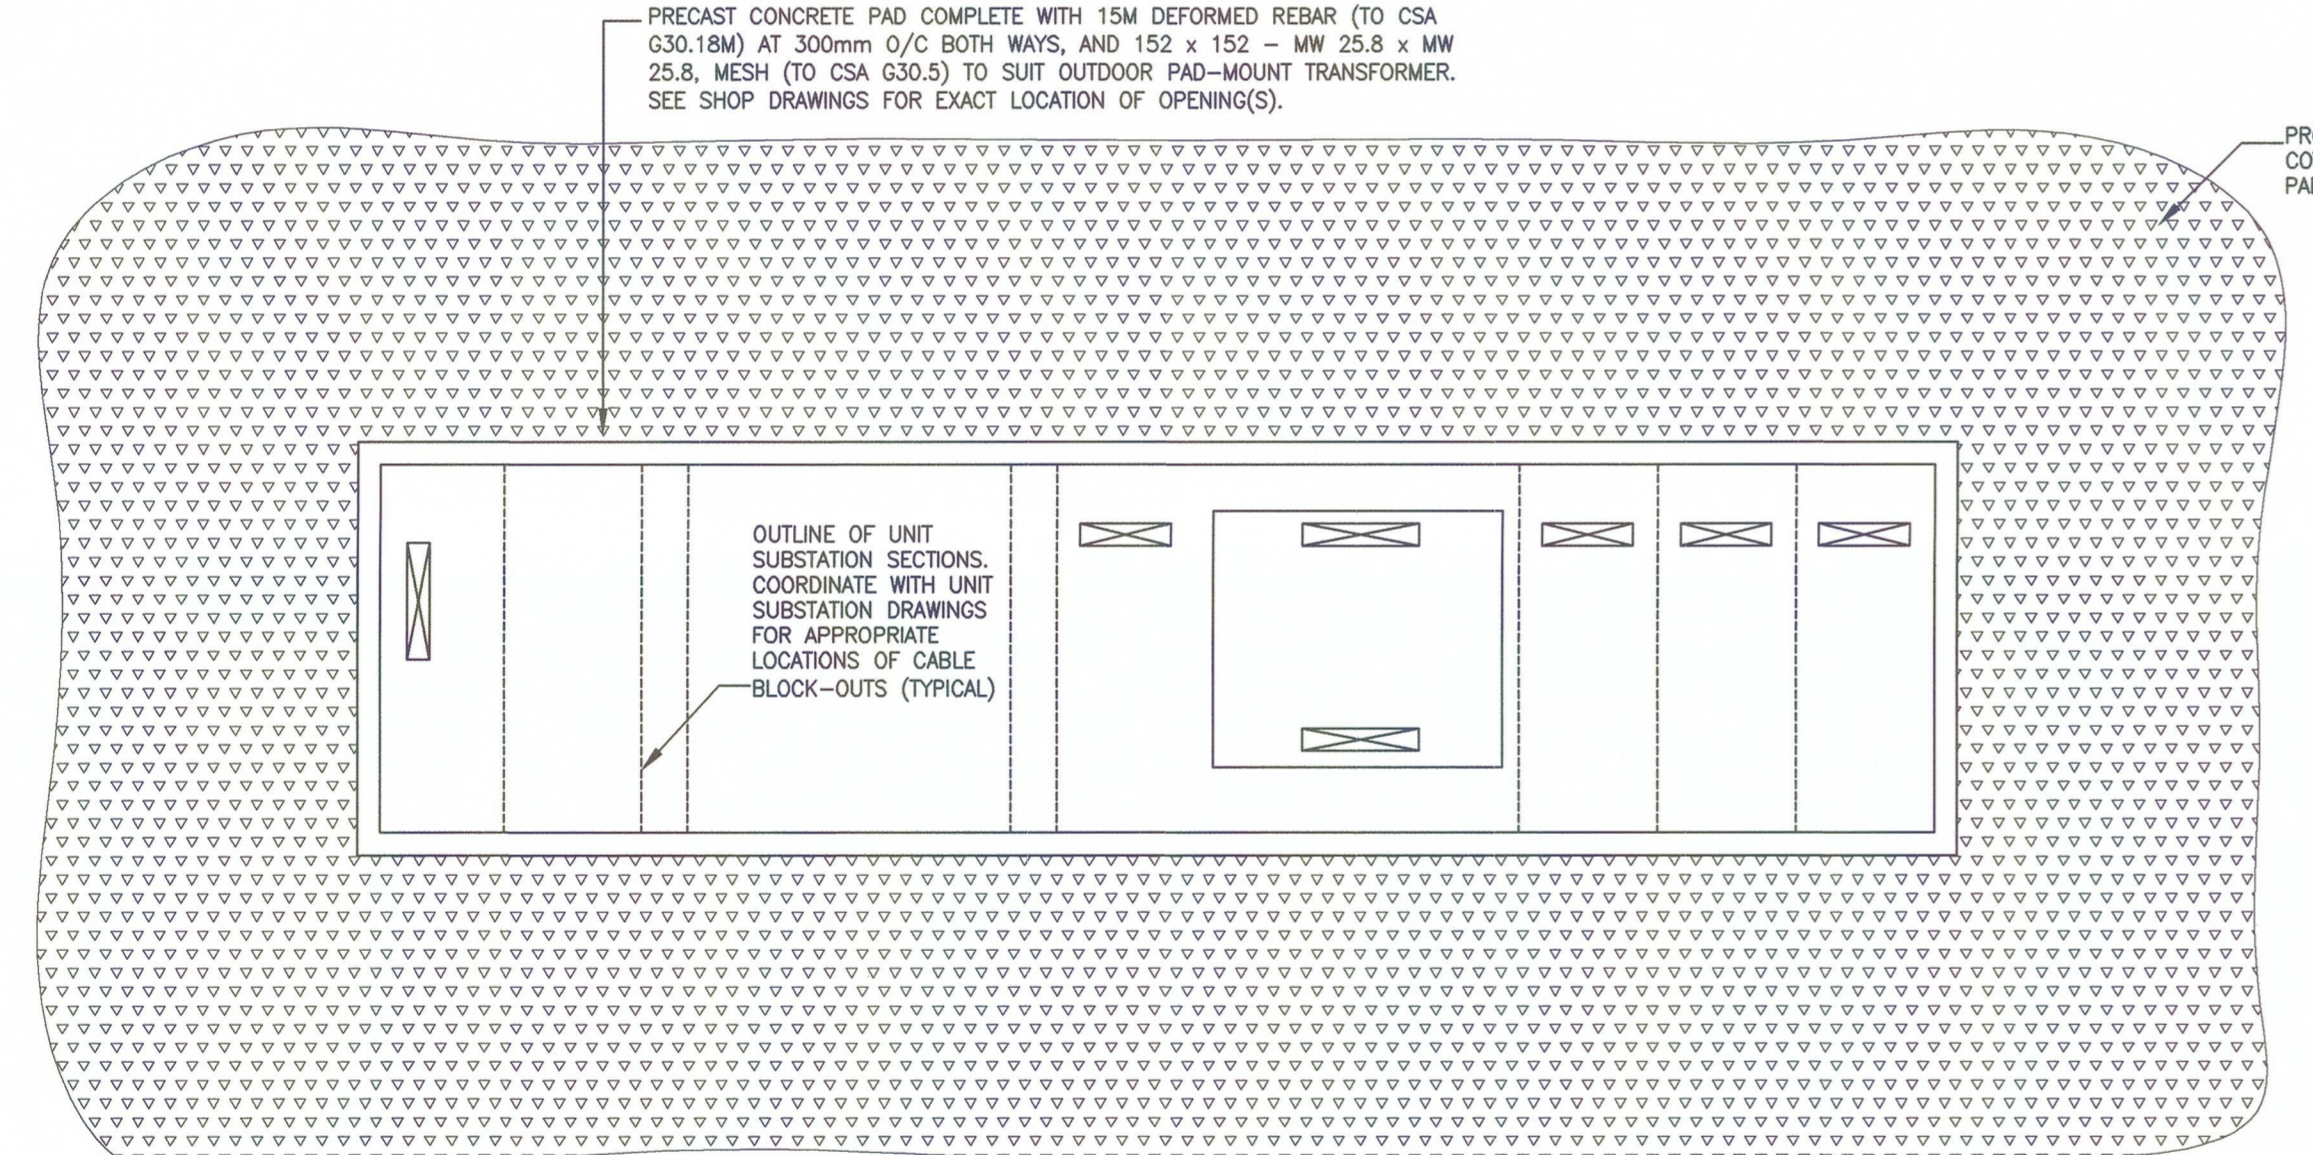 PRECAST CONCRETE PAD COMPLETE WITH 15M DEFORMED REBAR (TO CSA
G30.18M) AT 300mm O/C BOTH WAYS, AND 152 x 152 – MW 25.8 x MW
25.8, MESH (TO CSA G30.5) TO SUIT OUTDOOR PAD–MOUNT TRANSFORMER.
SEE SHOP DRAWINGS FOR EXACT LOCATION OF OPENING(S).
OUTLINE OF UNIT
SUBSTATION SECTIONS.
COORDINATE WITH UNIT
SUBSTATION DRAWINGS
FOR APPROPRIATE
LOCATIONS OF CABLE
BLOCK–OUTS (TYPICAL)